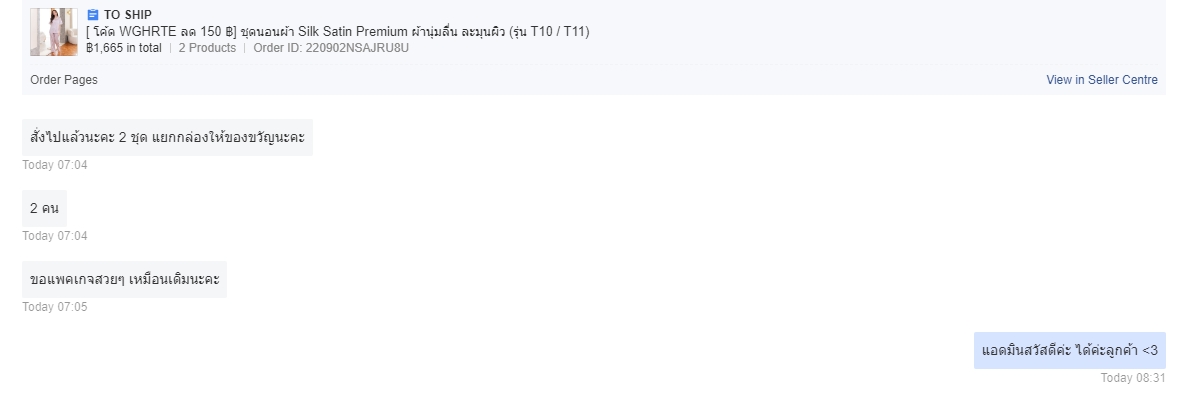 TO SHIP
[ โค้ด WGHRTE ลด 150 ฿] ชุดนอนผ้า Silk Satin Premium ผ้านุ่มลื่น ละมุนผิว (รุ่น T10 / T11)
฿1,665 in total | 2 Products | Order ID: 220902NSAJRU8U
Order Pages View in Seller Centre
สั่งไปแล้วนะคะ 2 ชุด แยกกล่องให้ของขวัญนะคะ
Today 07:04
2 คน
Today 07:04
ขอแพคเกจสวยๆ เหมือนเดิมนะคะ
Today 07:05
แอดมินสวัสดีค่ะ ได้ค่ะลูกค้า <3
Today 08:31